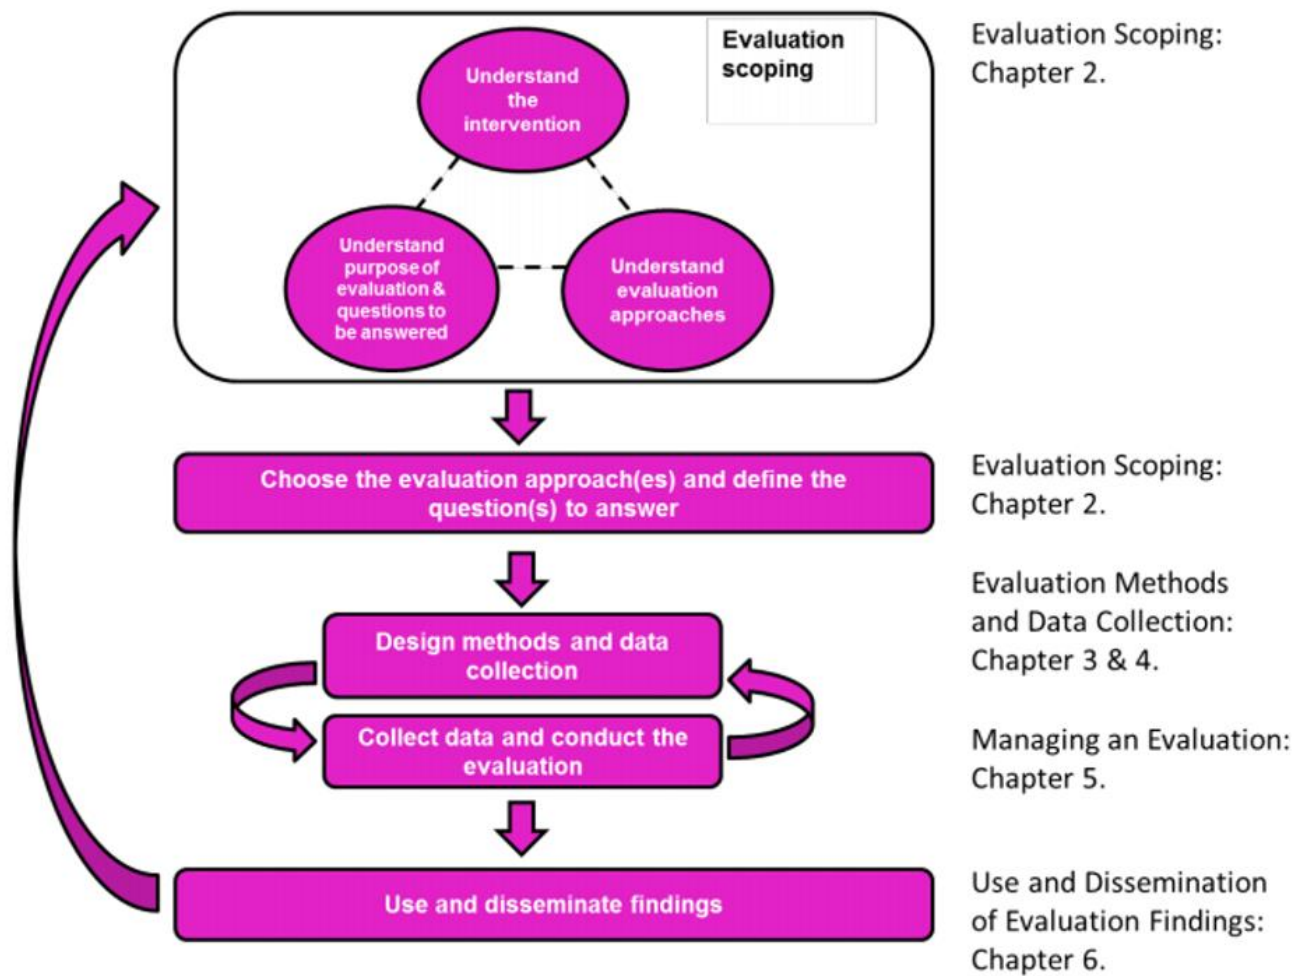 Evaluation
scoping
Understand
the
intervention
Understand
purpose of
evaluation &
questions to
be answered
Understand
evaluation
approaches
Evaluation Scoping:
Chapter 2.
Choose the evaluation approach(es) and define the
question(s) to answer
Evaluation Scoping:
Chapter 2.
Design methods and data
collection
Evaluation Methods
and Data Collection:
Chapter 3 & 4.
Collect data and conduct the
evaluation
Managing an Evaluation:
Chapter 5.
Use and disseminate findings
Use and Dissemination
of Evaluation Findings:
Chapter 6.